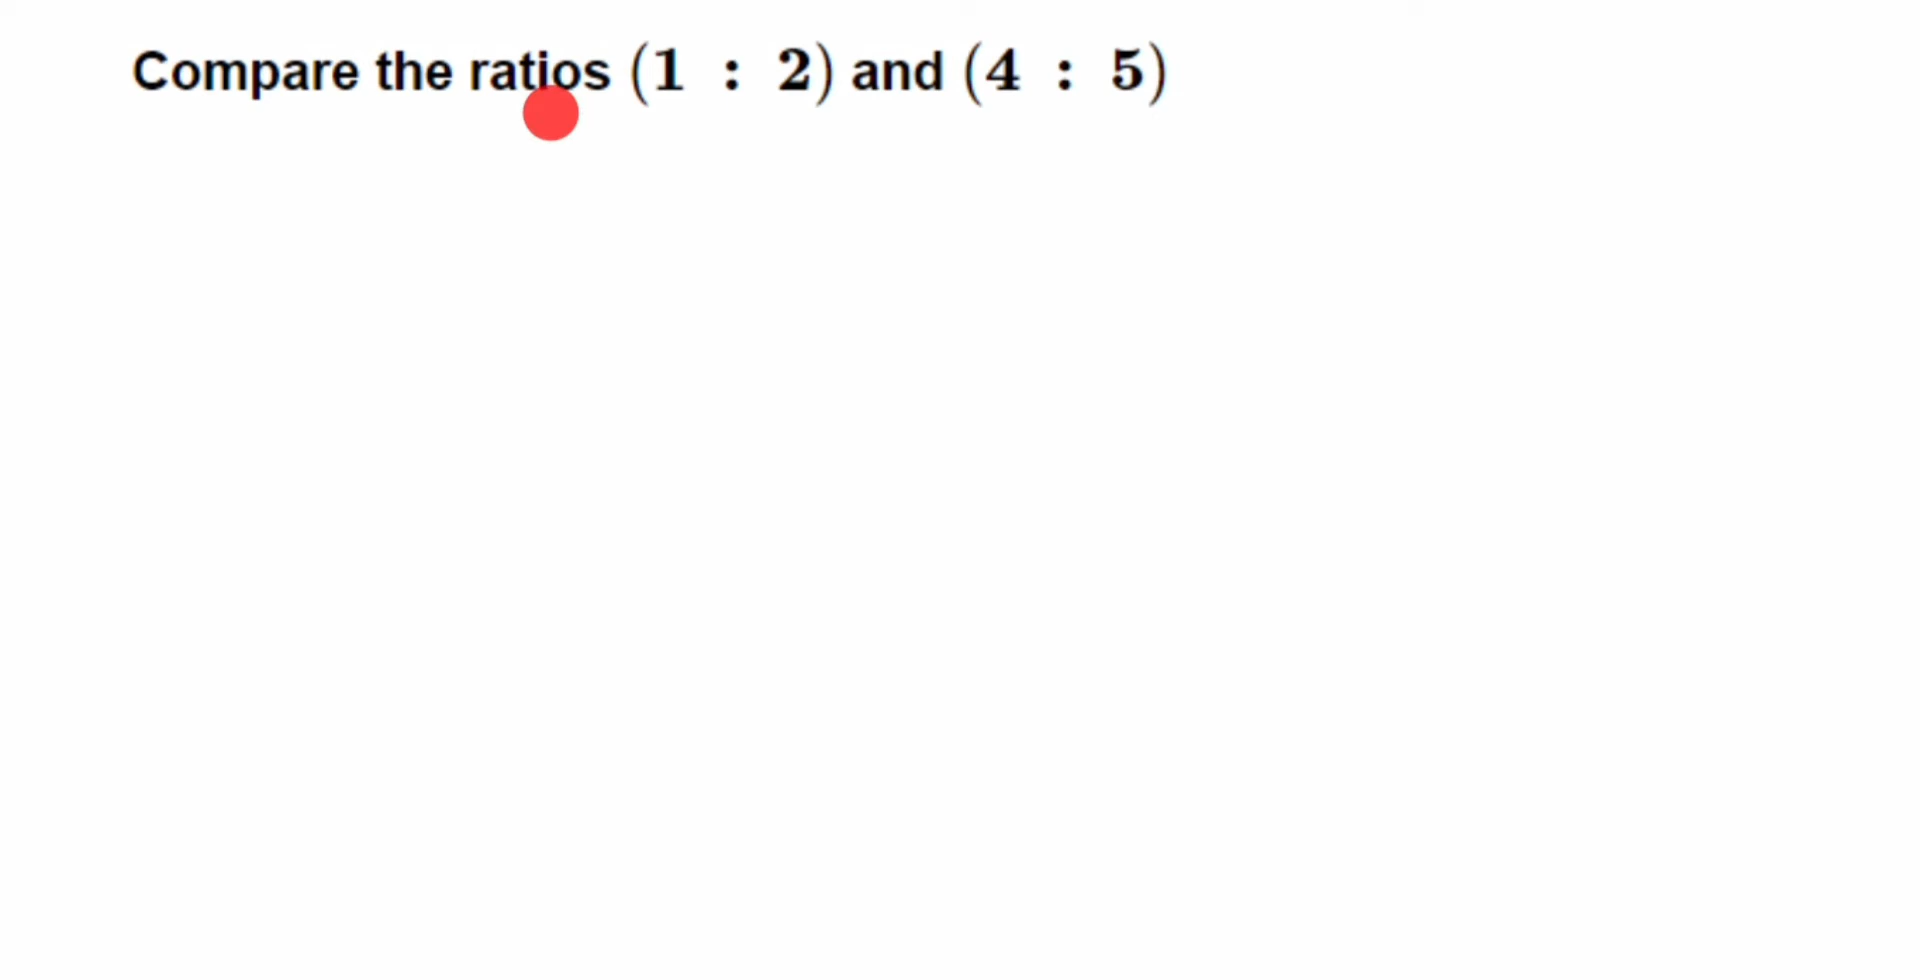 Compare the ratios (1 : 2) and (4 : 5)